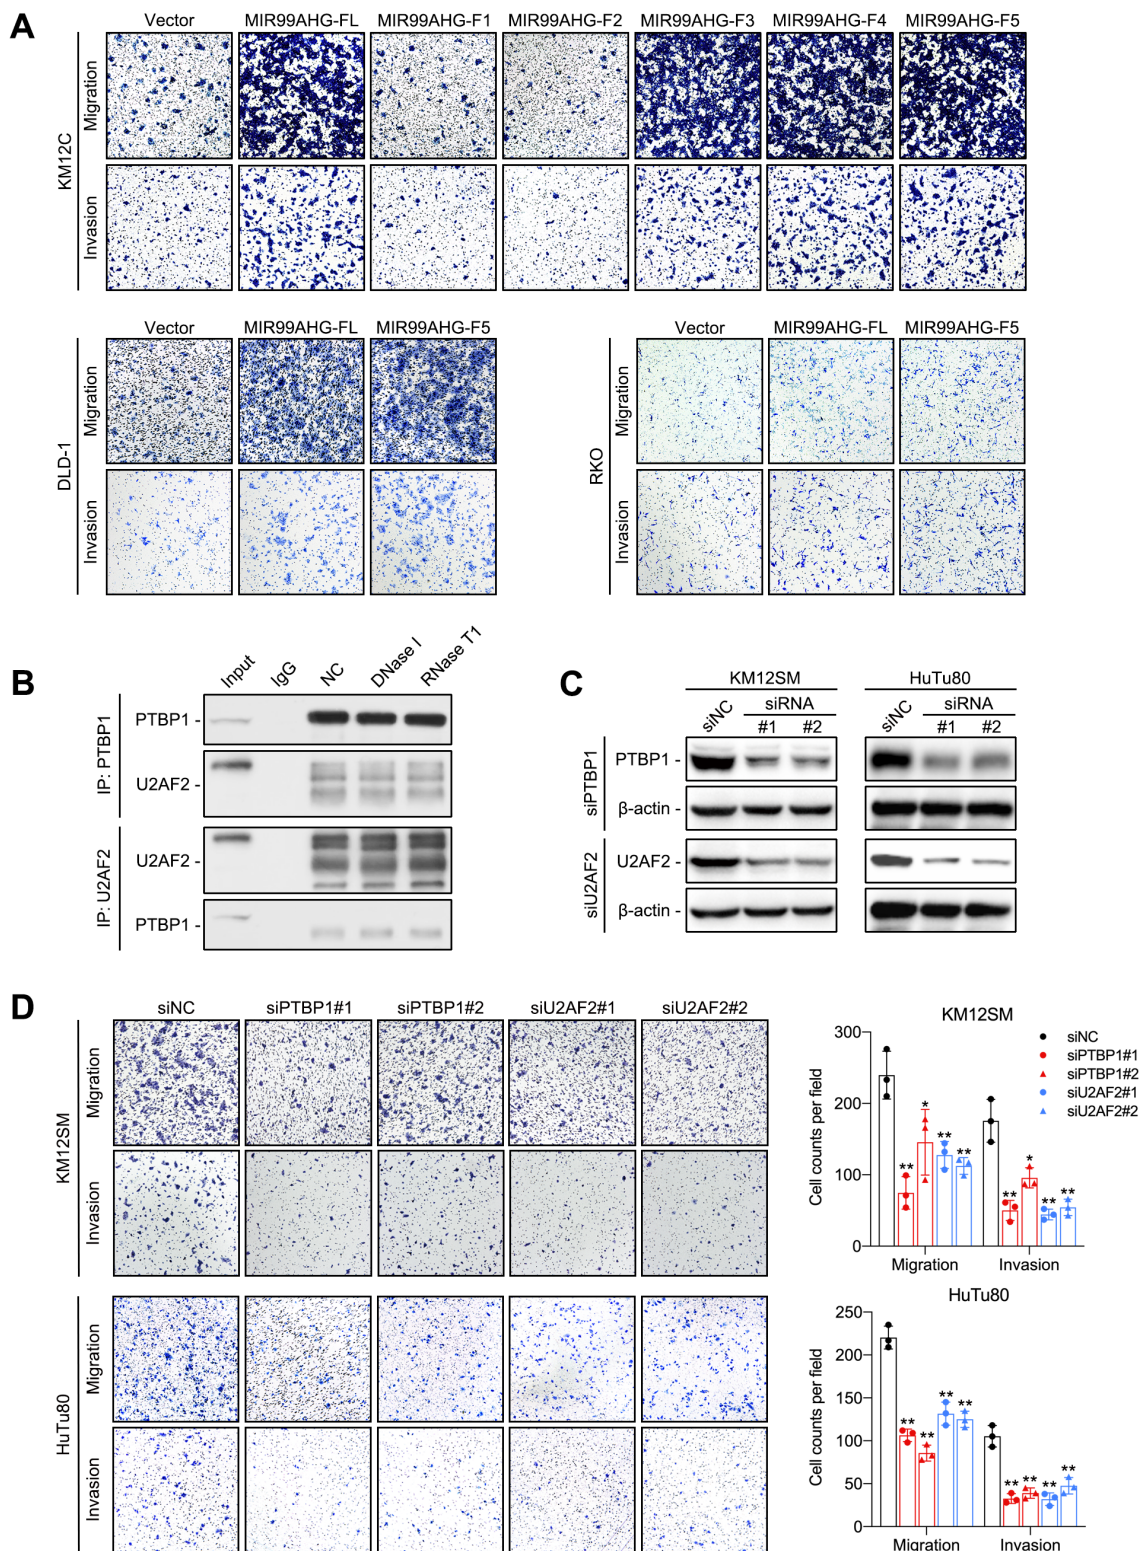 A
Vector MIR99AHG-FL MIR99AHG-F1 MIR99AHG-F2 MIR99AHG-F3 MIR99AHG-F4 MIR99AHG-F5
KM12C
Migration
Invasion
Vector MIR99AHG-FL MIR99AHG-F5
DLD-1
Migration
Invasion
Vector MIR99AHG-FL MIR99AHG-F5
RKO
Migration
Invasion
B
Input IgG NC DNase I RNase T1
IP: PTBP1
PTBP1 -
U2AF2 -
IP: U2AF2
U2AF2 -
PTBP1 -
C
KM12SM HuTu80
siNC siRNA siNC siRNA
#1 #2 #1 #2
siPTBP1
PTBP1 -
β-actin -
siU2AF2
U2AF2 -
β-actin -
D
siNC siPTBP1#1 siPTBP1#2 siU2AF2#1 siU2AF2#2
KM12SM
Migration
Invasion
HuTu80
Migration
Invasion
KM12SM
Cell counts per field
300
200
100
0
** * ** **
** * ** **
Migration Invasion
siNC
siPTBP1#1
siPTBP1#2
siU2AF2#1
siU2AF2#2
HuTu80
Cell counts per field
250
200
150
100
50
0
** ** ** **
** ** ** **
Migration Invasion